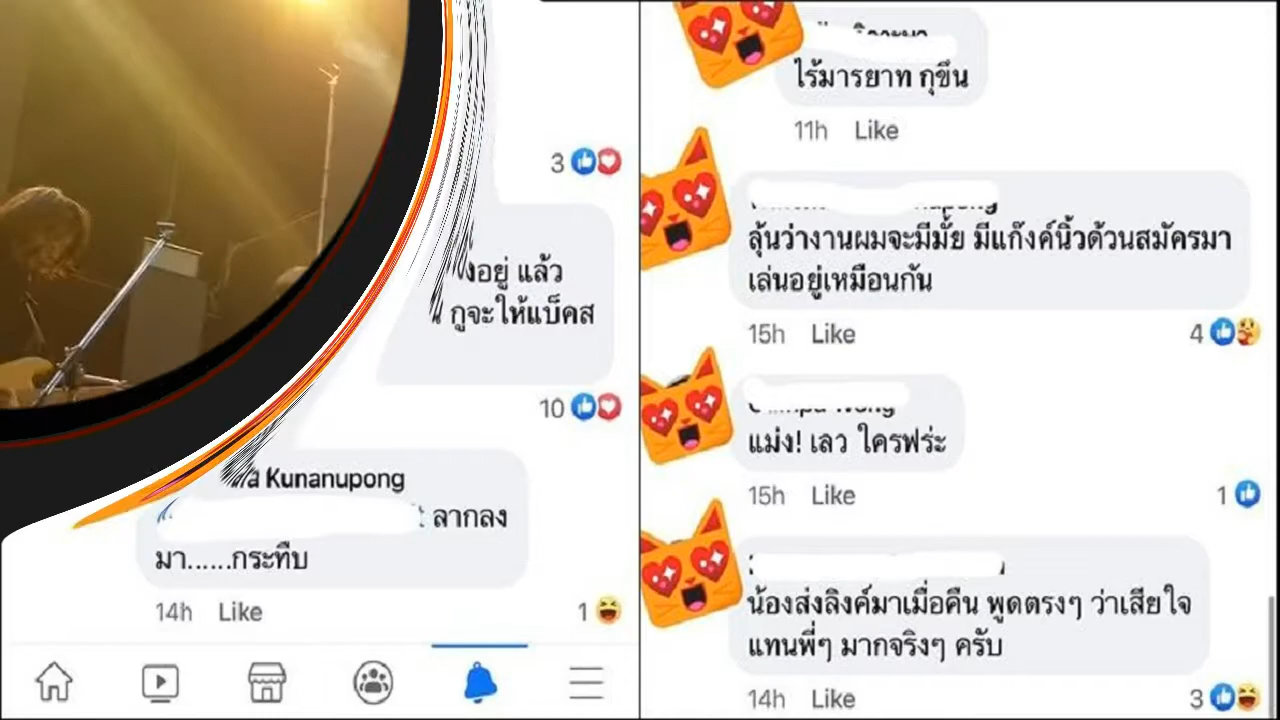 3
งอยู่ แล้ว
กูจะให้แบ็คส
10
Kunanupong
ลากลง
มา......กระทืบ
14h Like
1
ไร้มารยาท กุขึน
11h Like
ลุ้นว่างานผมจะมีมั้ย มีแก๊งค์นิ้วด้วนสมัครมา
เล่นอยู่เหมือนกัน
15h Like
4
แม่ง! เลว ใครฟร่ะ
15h Like
1
น้องส่งลิงค์มาเมื่อคืน พูดตรงๆ ว่าเสียใจ
แทนพี่ๆ มากจริงๆ ครับ
14h Like
3